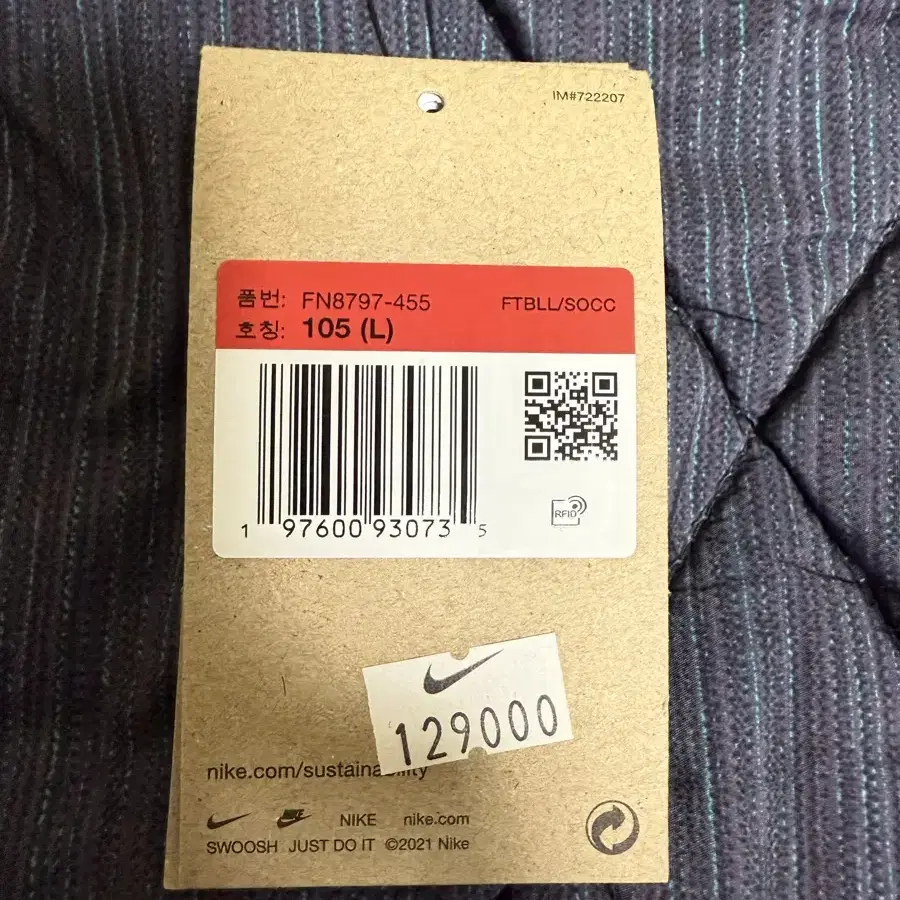 IM#722207
품번: FN8797-455 FTBLL/SOCC
호칭: 105 (L)
1 97600 93073 5
RFID
129000
nike.com/sustainability
NIKE nike.com
SWOOSH JUST DO IT ©2021 Nike